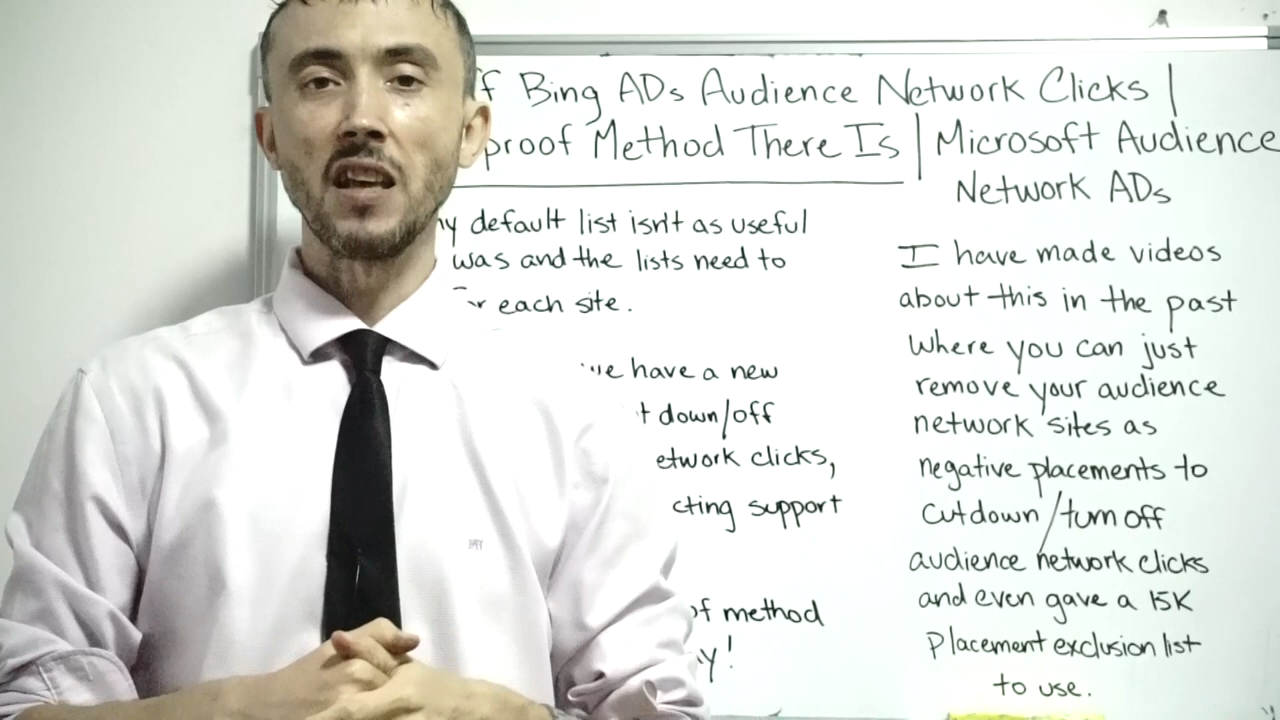 f Bing ADs Audience Network Clicks |
proof Method There Is | Microsoft Audience
Network ADs
y default list isn't as useful
was and the lists need to
each site.
have a new
t down/off
etwork clicks,
cting support
of method
y!
I have made videos
about this in the past
where you can just
remove your audience
network sites as
negative placements to
cut down/turn off
audience network clicks
and even gave a 15K
Placement exclusion list
to use.